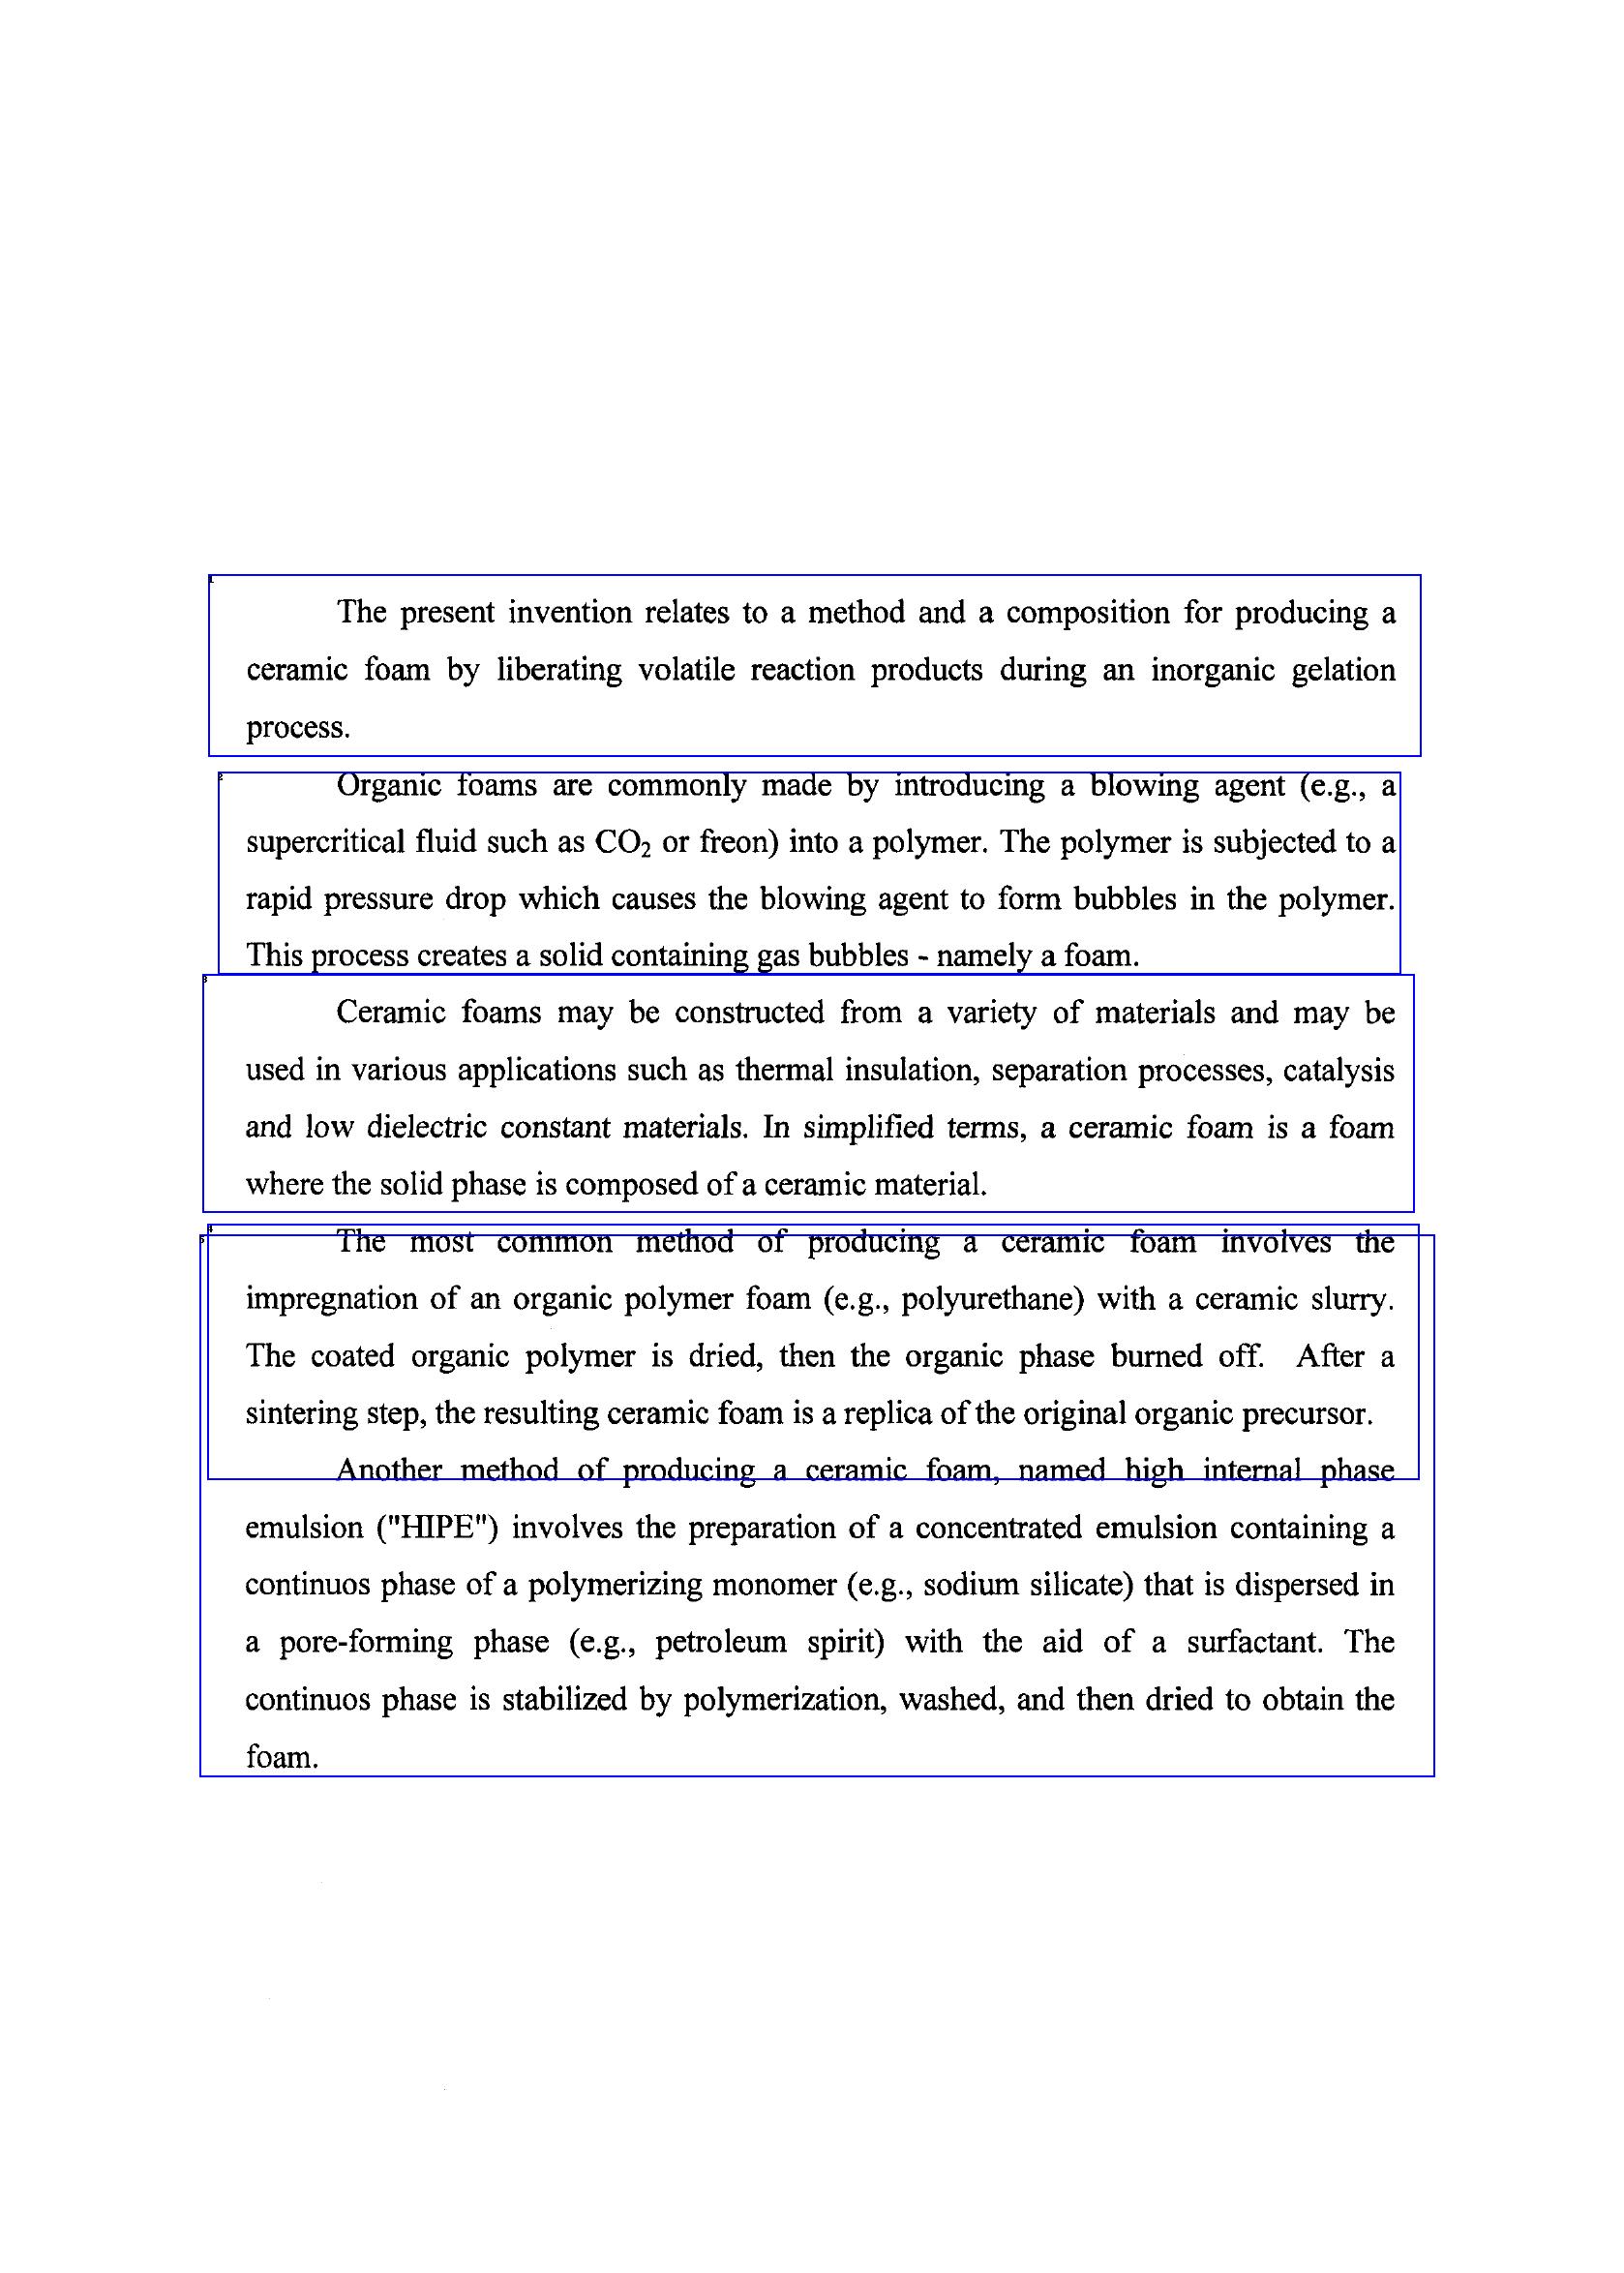 The present invention relates to a method and a composition for producing a
ceramic foam by liberating volatile reaction products during an inorganic gelation
process.
Organic foams are commonly made by introducing a blowing agent (e.g., a
supercritical fluid such as CO₂ or freon) into a polymer. The polymer is subjected to a
rapid pressure drop which causes the blowing agent to form bubbles in the polymer.
This process creates a solid containing gas bubbles - namely a foam.
Ceramic foams may be constructed from a variety of materials and may be
used in various applications such as thermal insulation, separation processes, catalysis
and low dielectric constant materials. In simplified terms, a ceramic foam is a foam
where the solid phase is composed of a ceramic material.
The most common method of producing a ceramic foam involves the
impregnation of an organic polymer foam (e.g., polyurethane) with a ceramic slurry.
The coated organic polymer is dried, then the organic phase burned off. After a
sintering step, the resulting ceramic foam is a replica of the original organic precursor.
Another method of producing a ceramic foam, named high internal phase
emulsion ("HIPE") involves the preparation of a concentrated emulsion containing a
continuos phase of a polymerizing monomer (e.g., sodium silicate) that is dispersed in
a pore-forming phase (e.g., petroleum spirit) with the aid of a surfactant. The
continuos phase is stabilized by polymerization, washed, and then dried to obtain the
foam.